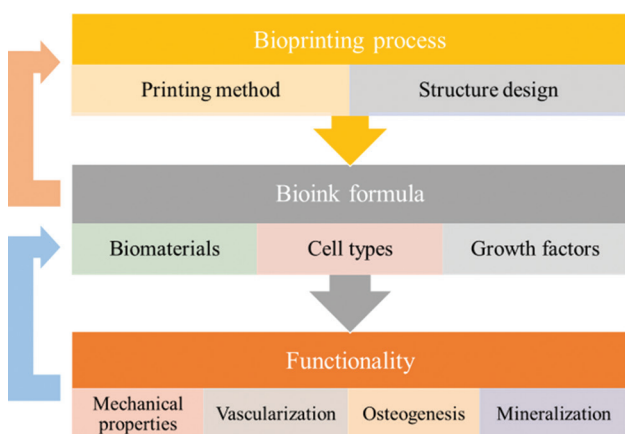 Bioprinting process
Printing method
Structure design
Bioink formula
Biomaterials
Cell types
Growth factors
Functionality
Mechanical
properties
Vascularization
Osteogenesis
Mineralization